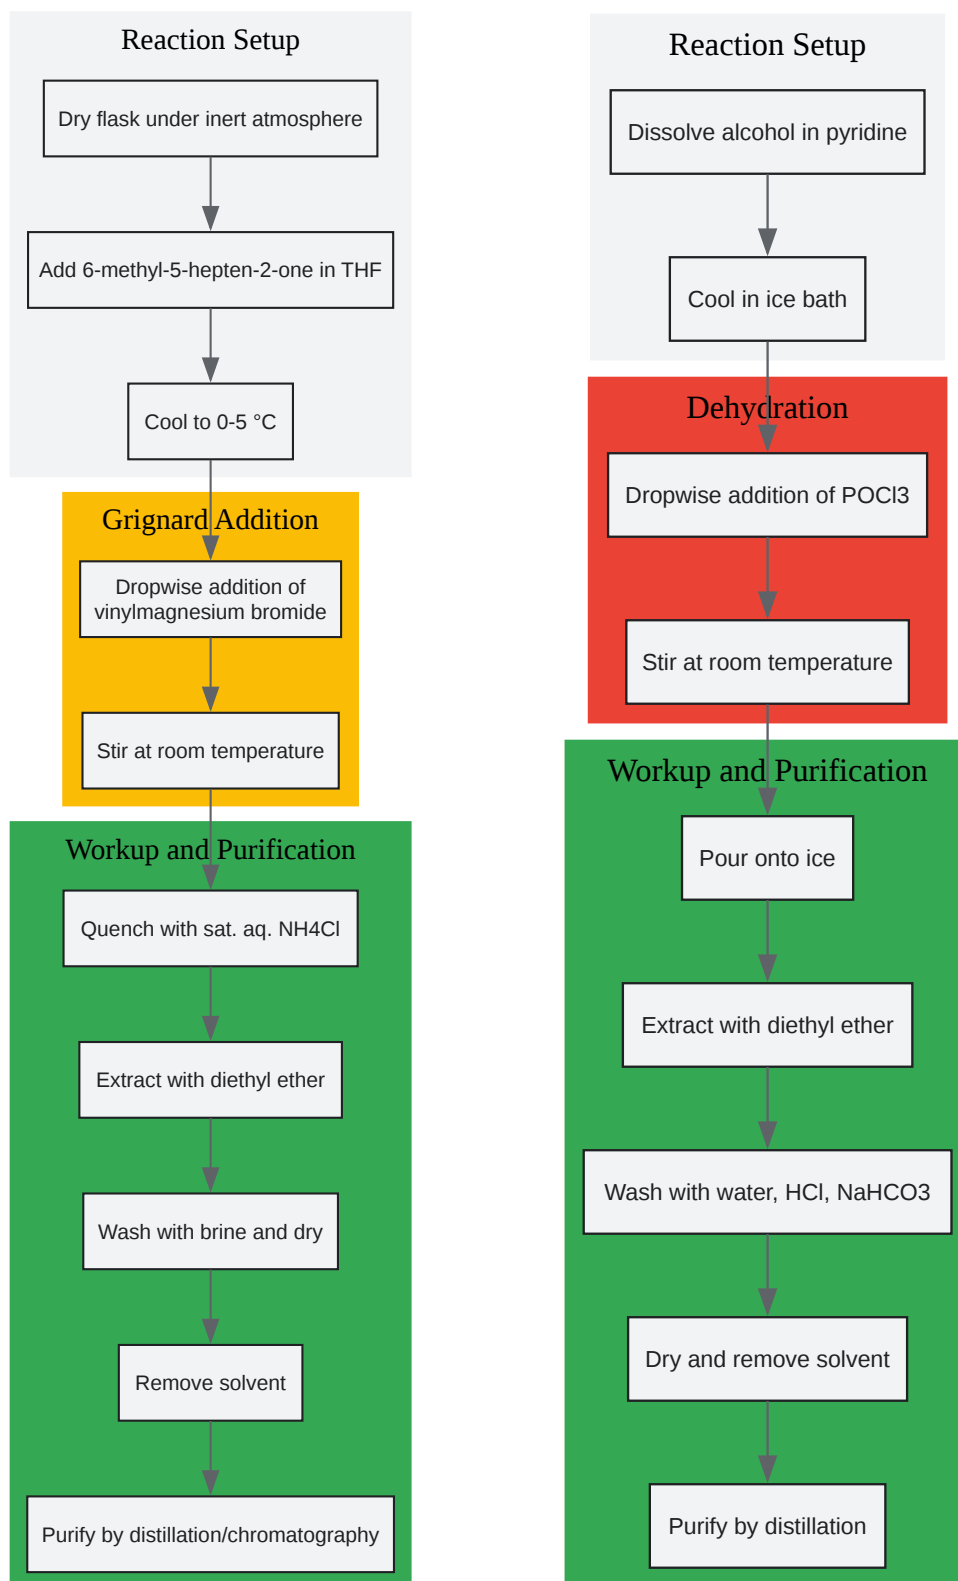 Reaction Setup
Dry flask under inert atmosphere
Add 6-methyl-5-hepten-2-one in THF
Cool to 0-5 °C
Grignard Addition
Dropwise addition of
vinylmagnesium bromide
Stir at room temperature
Workup and Purification
Quench with sat. aq. NH4Cl
Extract with diethyl ether
Wash with brine and dry
Remove solvent
Purify by distillation/chromatography
Reaction Setup
Dissolve alcohol in pyridine
Cool in ice bath
Dehydration
Dropwise addition of POCl3
Stir at room temperature
Workup and Purification
Pour onto ice
Extract with diethyl ether
Wash with water, HCl, NaHCO3
Dry and remove solvent
Purify by distillation